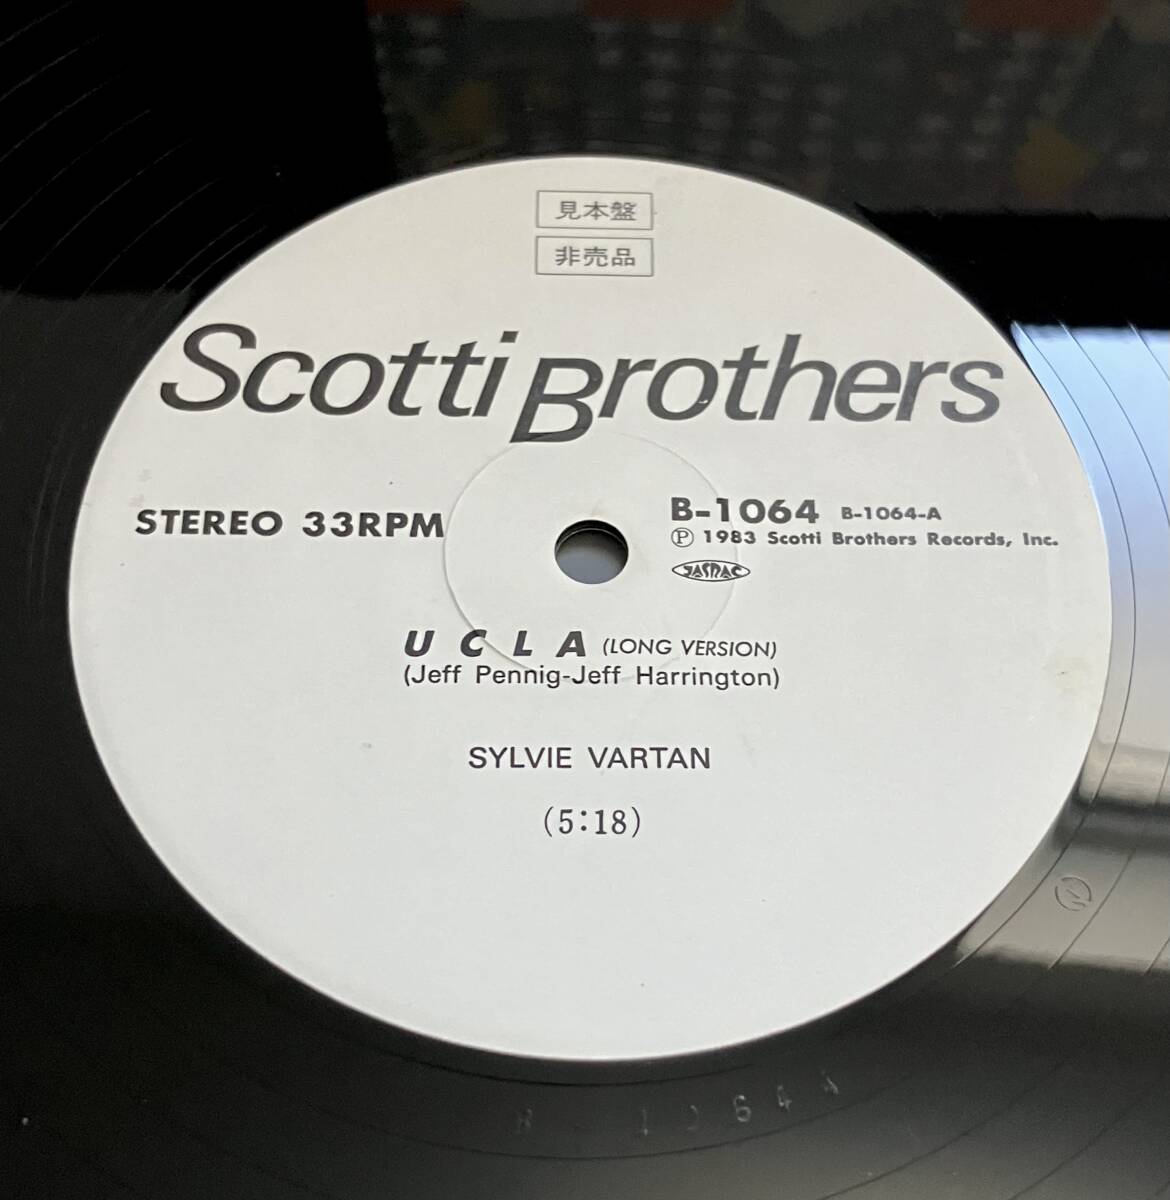 見本盤
非売品
Scotti Brothers
STEREO 33RPM
B-1064 B-1064-A
Ⓟ 1983 Scotti Brothers Records, Inc.
JASRAC
U C L A (LONG VERSION)
(Jeff Pennig-Jeff Harrington)
SYLVIE VARTAN
(5:18)